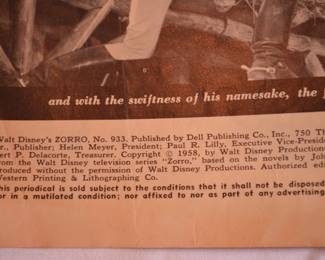 and with the swiftness of his namesake, the
Walt Disney's ZORRO, No. 933, Published by Dell Publishing Co., Inc., 750 Th
r., Publisher; Helen Meyer, President; Paul R. Lilly, Executive Vice-Presid
ert P. Delacorte, Treasurer. Copyright © 1958, by Walt Disney Production
rom the Walt Disney television series "Zorro," based on the novels by John
produced without the permission of Walt Disney Productions. Authorized edi
Western Printing & Lithographing Co.
his periodical is sold subject to the conditions that it shall not be disposed
or in a mutilated condition; nor affixed to nor as part of any advertising,